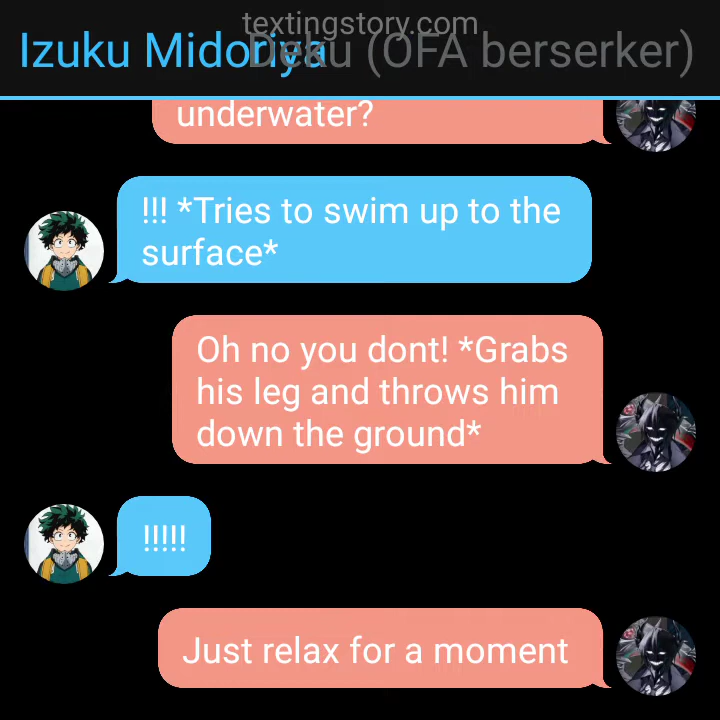 textingstory.com
Izuku Midoriya
Deku (OFA berserker)
underwater?
!!! *Tries to swim up to the
surface*
Oh no you dont! *Grabs
his leg and throws him
down the ground*
!!!!!
Just relax for a moment